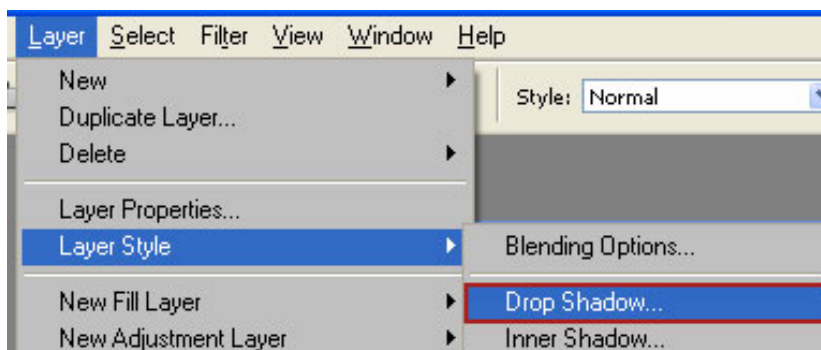 Layer Select Filter View Window Help
New
Duplicate Layer...
Delete
Layer Properties...
Layer Style
New Fill Layer
New Adjustment Layer
Style: Normal
Blending Options...
Drop Shadow...
Inner Shadow...